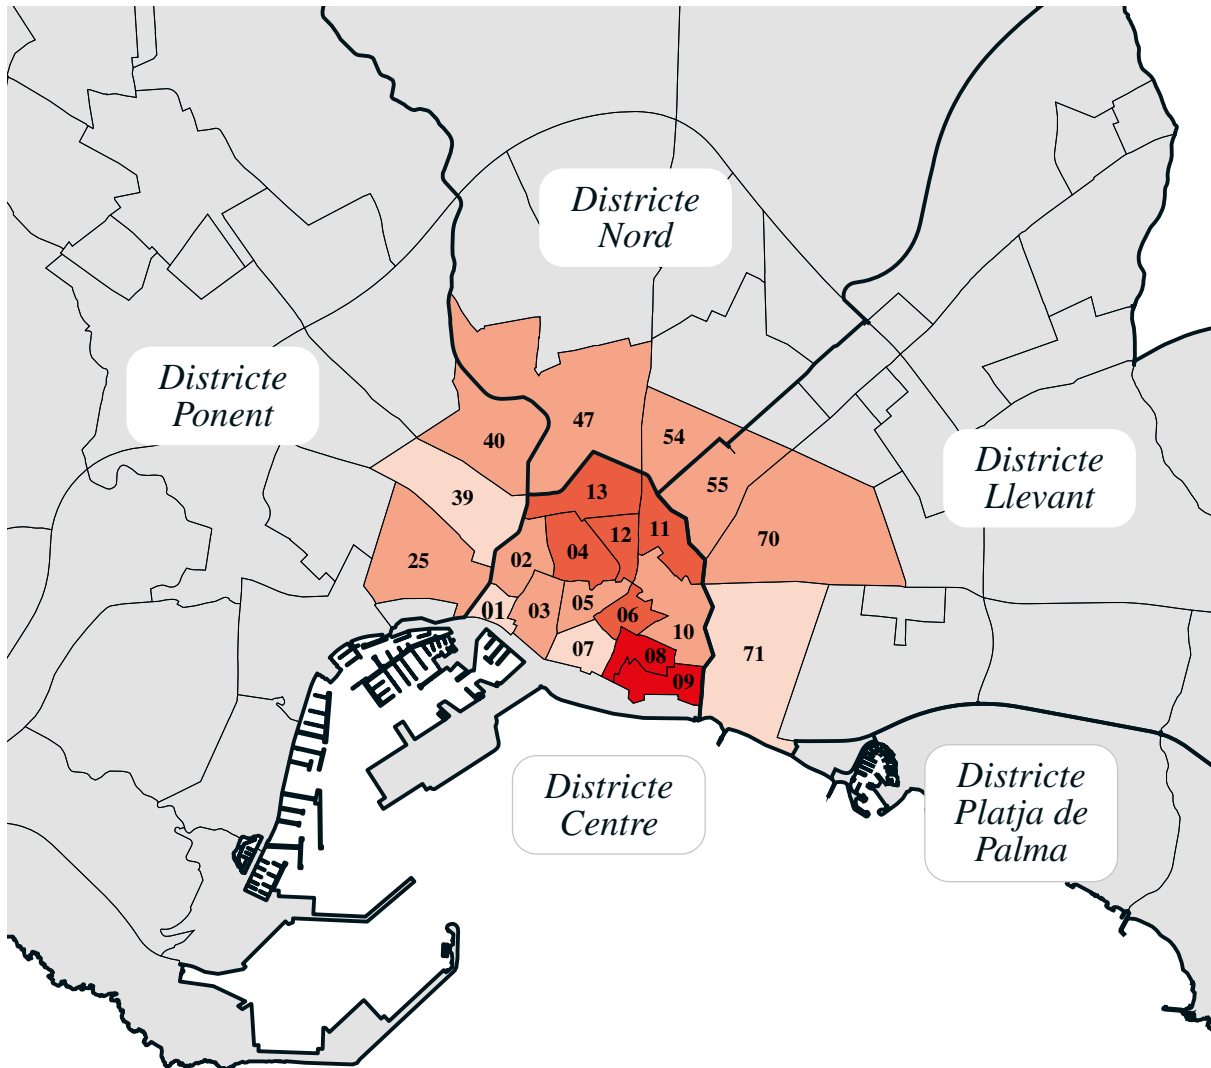 Districte
Nord
Districte
Ponent
47
54
40
Districte
Llevant
55
13
39
11
12
70
04
02
25
05
01
03
06
10
07
08
71
09
Districte
Centre
Districte
Platja de
Palma